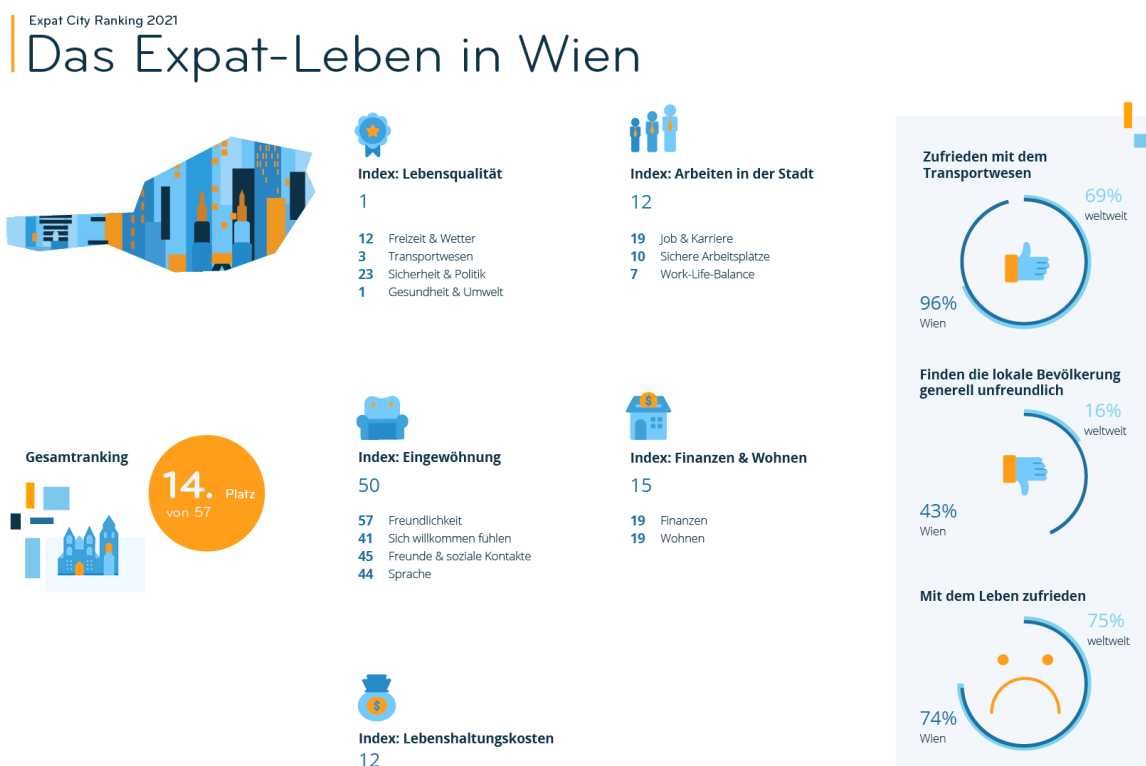 Expat City Ranking 2021
Das Expat-Leben in Wien
Index: Lebensqualität
1
12 Freizeit & Wetter
3 Transportwesen
23 Sicherheit & Politik
1 Gesundheit & Umwelt
Index: Arbeiten in der Stadt
12
19 Job & Karriere
10 Sichere Arbeitsplätze
7 Work-Life-Balance
Gesamtranking
14. Platz
von 57
Index: Eingewöhnung
50
57 Freundlichkeit
41 Sich willkommen fühlen
45 Freunde & soziale Kontakte
44 Sprache
Index: Finanzen & Wohnen
15
19 Finanzen
19 Wohnen
Index: Lebenshaltungskosten
12
Zufrieden mit dem
Transportwesen
69%
weltweit
96%
Wien
Finden die lokale Bevölkerung
generell unfreundlich
16%
weltweit
43%
Wien
Mit dem Leben zufrieden
75%
weltweit
74%
Wien